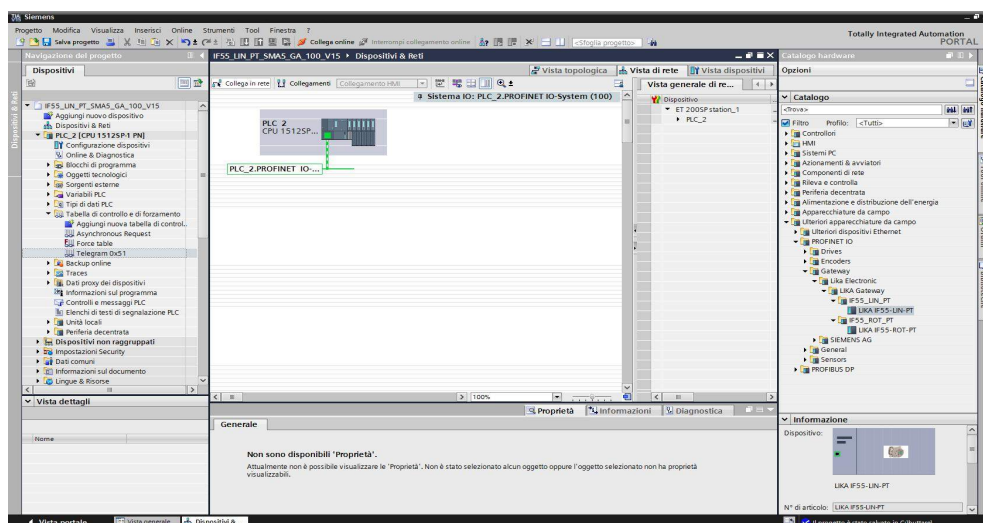 Siemens
Progetto Modifica Visualizza Inserisci Online Strumenti Tool Finestra ?
Salva progetto Collega online Interrompi collegamento online <Sfoglia progetto>
Totally Integrated Automation
PORTAL
Navigazione del progetto
Dispositivi
IF55_LIN_PT_SMA5_GA_100_V15
Aggiungi nuovo dispositivo
Dispositivi & Reti
PLC_2 [CPU 1512SP-1 PN]
Configurazione dispositivi
Online & Diagnostica
Blocchi di programma
Oggetti tecnologici
Sorgenti esterne
Variabili PLC
Tipi di dati PLC
Tabella di controllo e di forzamento
Aggiungi nuova tabella di control..
Asynchronous Request
Force table
Telegram 0x51
Backup online
Traces
Dati proxy dei dispositivi
Informazioni sul programma
Controlli e messaggi PLC
Elenchi di testi di segnalazione PLC
Unità locali
Periferia decentrata
Dispositivi non raggruppati
Impostazioni Security
Dati comuni
Informazioni sul documento
Lingue & Risorse
Vista dettagli
Nome
Dispositivi & Reti
IF55_LIN_PT_SMA5_GA_100_V15 Dispositivi & Reti
Vista topologica Vista di rete Vista dispositivi
Collega in rete Collegamenti Collegamento HMI
Sistema IO: PLC_2.PROFINET IO-System (100)
PLC_2
CPU 1512SP...
PLC_2.PROFINET IO-...
100%
Vista generale di re...
Dispositivo
ET 200SP station_1
PLC_2
Proprietà Informazioni Diagnostica
Generale
Non sono disponibili 'Proprietà'.
Attualmente non è possibile visualizzare le 'Proprietà'. Non è stato selezionato alcun oggetto oppure l'oggetto selezionato non ha proprietà
visualizzabili.
Catalogo hardware
Opzioni
Catalogo
<Trova>
Filtro Profilo: <Tutti>
Controllori
HMI
Sistemi PC
Azionamenti & avviatori
Componenti di rete
Rileva e controlla
Periferia decentrata
Alimentazione e distribuzione dell'energia
Apparecchiature da campo
Ulteriori apparecchiature da campo
Ulteriori dispositivi Ethernet
PROFINET IO
Drives
Encoders
Gateway
Lika Electronic
LIKA Gateway
IF55_LIN_PT
LIKA IF55-LIN-PT
IF55_ROT_PT
LIKA IF55-ROT-PT
SIEMENS AG
General
Sensors
PROFIBUS DP
Informazione
Dispositivo:
LIKA IF55-LIN-PT
N° di articolo: LIKA IF55-LIN-PT
Vista portale Vista generale Dispositivi &